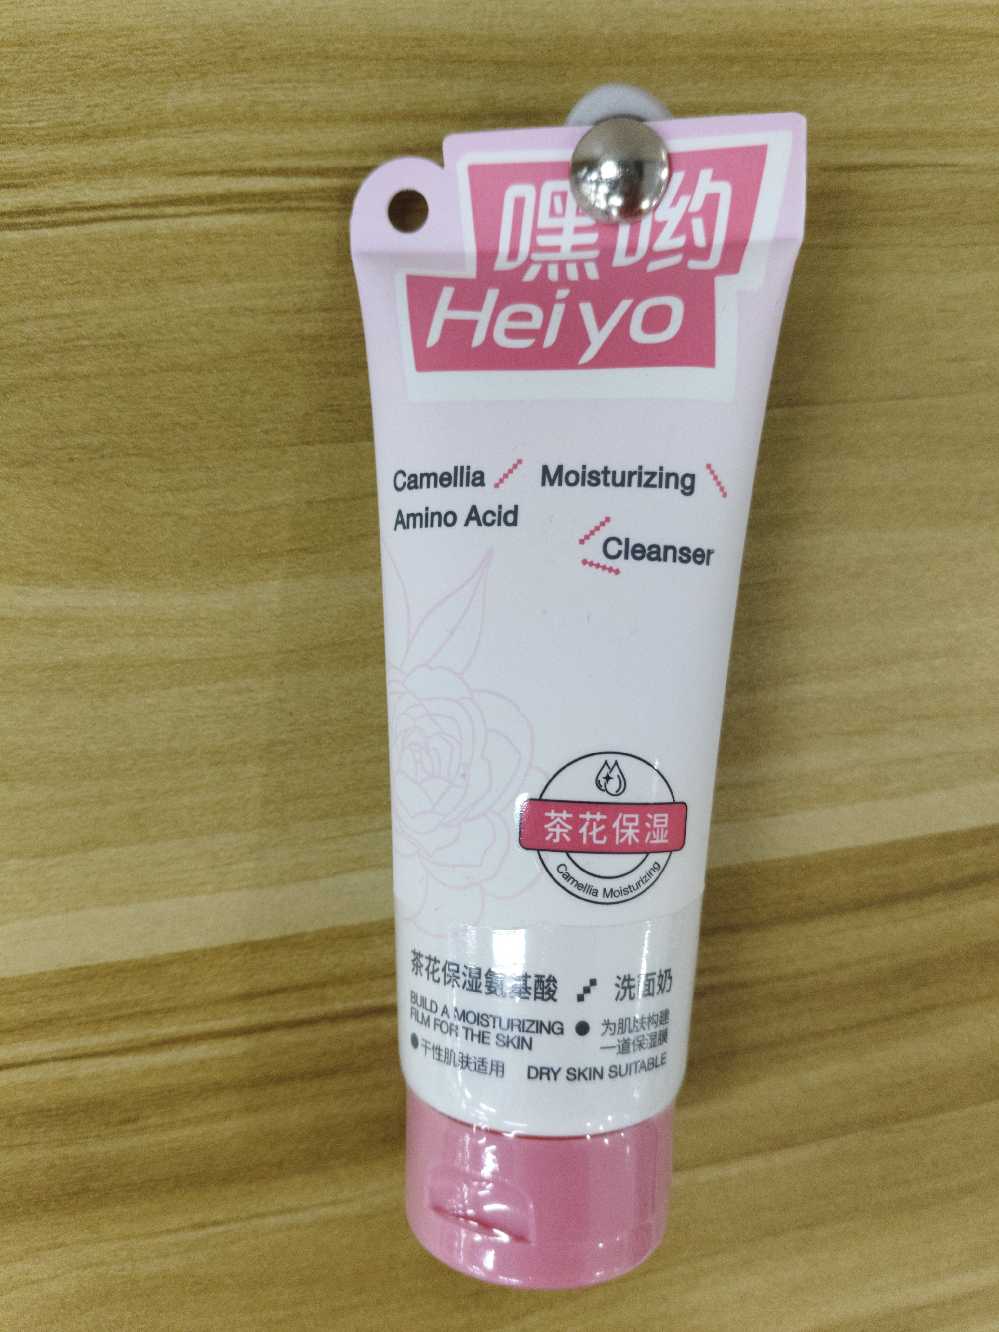 嘿哟
Heiyo
Camellia Moisturizing
Amino Acid
Cleanser
茶花保湿
Camellia Moisturizing
茶花保湿氨基酸 洗面奶
BUILD A MOISTURIZING
FILM FOR THE SKIN
为肌肤构建
一道保湿膜
干性肌肤适用 DRY SKIN SUITABLE